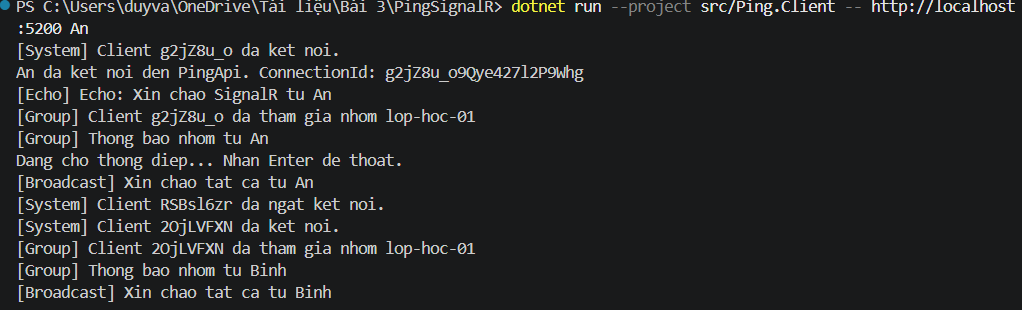 PS C:\Users\duyva\OneDrive\Tài liệu\Bài 3\PingSignalR> dotnet run --project src/Ping.Client -- http://localhost
:5200 An
[System] Client g2jZ8u_o da ket noi.
An da ket noi den PingApi. ConnectionId: g2jZ8u_o9Qye427l2P9Whg
[Echo] Echo: Xin chao SignalR tu An
[Group] Client g2jZ8u_o da tham gia nhom lop-hoc-01
[Group] Thong bao nhom tu An
Dang cho thong diep... Nhan Enter de thoat.
[Broadcast] Xin chao tat ca tu An
[System] Client RSBsl6zr da ngat ket noi.
[System] Client 2OjLVFXN da ket noi.
[Group] Client 2OjLVFXN da tham gia nhom lop-hoc-01
[Group] Thong bao nhom tu Binh
[Broadcast] Xin chao tat ca tu Binh